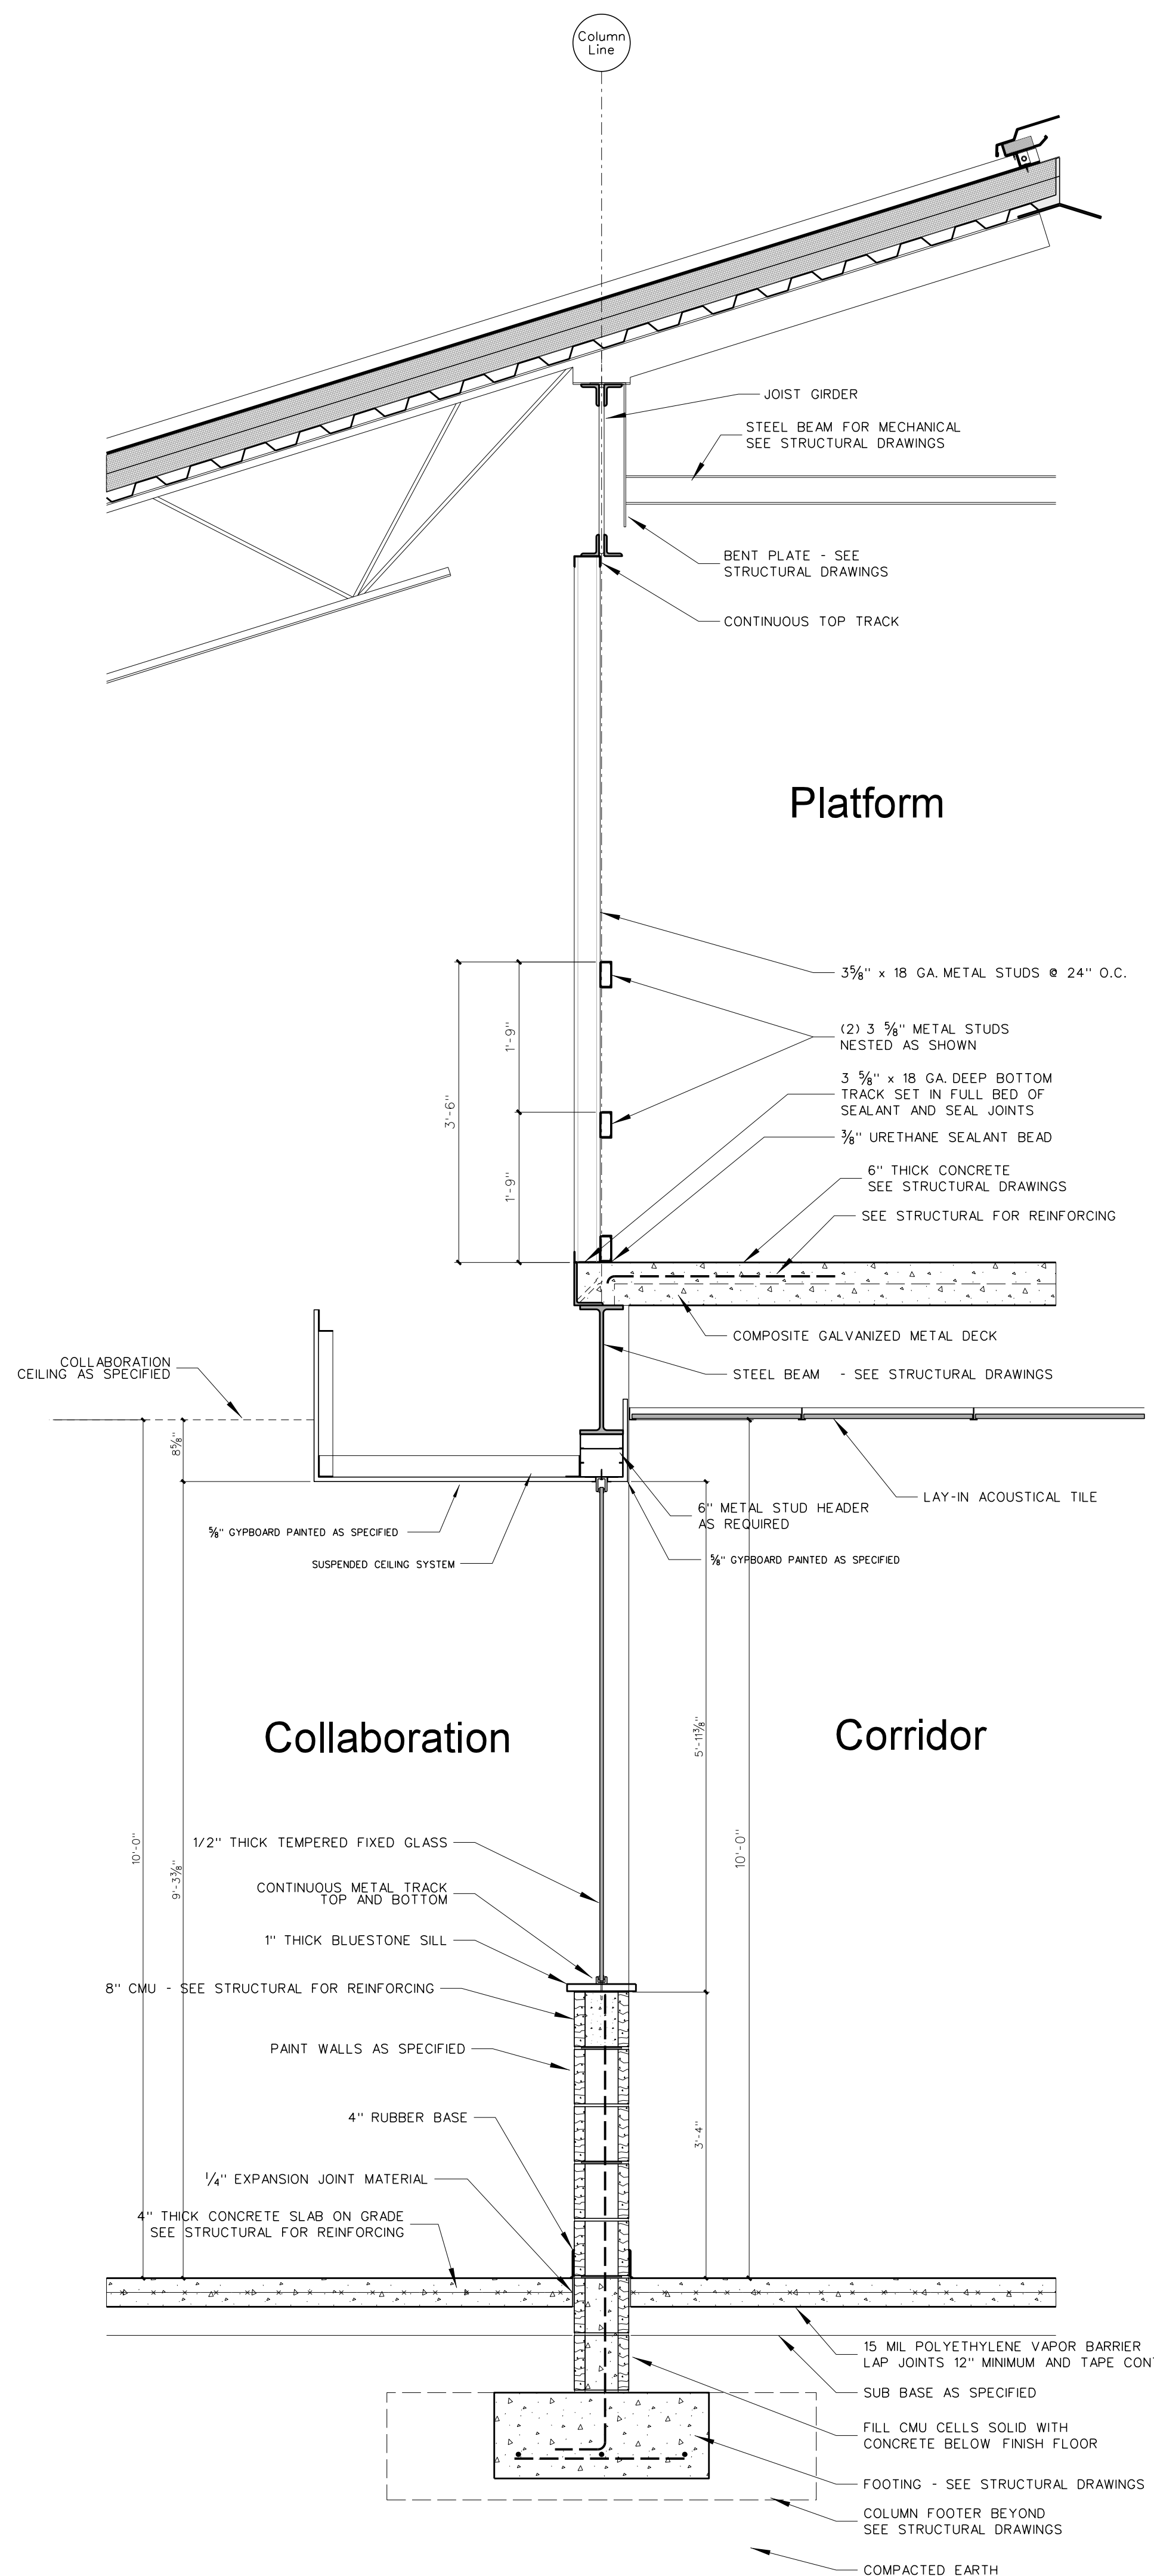 Column
Line
JOIST GIRDER
STEEL BEAM FOR MECHANICAL
SEE STRUCTURAL DRAWINGS
BENT PLATE - SEE
STRUCTURAL DRAWINGS
CONTINUOUS TOP TRACK
Platform
3⅝" x 18 GA. METAL STUDS @ 24" O.C.
(2) 3 ⅝" METAL STUDS
NESTED AS SHOWN
3 ⅝" x 18 GA. DEEP BOTTOM
TRACK SET IN FULL BED OF
SEALANT AND SEAL JOINTS
⅜" URETHANE SEALANT BEAD
6" THICK CONCRETE
SEE STRUCTURAL DRAWINGS
SEE STRUCTURAL FOR REINFORCING
3'-6"
1'-9"
1'-9"
COMPOSITE GALVANIZED METAL DECK
STEEL BEAM - SEE STRUCTURAL DRAWINGS
COLLABORATION
CEILING AS SPECIFIED
8⅝"
LAY-IN ACOUSTICAL TILE
6" METAL STUD HEADER
AS REQUIRED
⅝" GYPBOARD PAINTED AS SPECIFIED
SUSPENDED CEILING SYSTEM
⅝" GYPBOARD PAINTED AS SPECIFIED
Collaboration
Corridor
5'-11⅜"
10'-0"
9'-3⅜"
10'-0"
1/2" THICK TEMPERED FIXED GLASS
CONTINUOUS METAL TRACK
TOP AND BOTTOM
1" THICK BLUESTONE SILL
8" CMU - SEE STRUCTURAL FOR REINFORCING
PAINT WALLS AS SPECIFIED
4" RUBBER BASE
3'-4"
¼" EXPANSION JOINT MATERIAL
4" THICK CONCRETE SLAB ON GRADE
SEE STRUCTURAL FOR REINFORCING
15 MIL POLYETHYLENE VAPOR BARRIER
LAP JOINTS 12" MINIMUM AND TAPE
SUB BASE AS SPECIFIED
FILL CMU CELLS SOLID WITH
CONCRETE BELOW FINISH FLOOR
FOOTING - SEE STRUCTURAL DRAWINGS
COLUMN FOOTER BEYOND
SEE STRUCTURAL DRAWINGS
COMPACTED EARTH